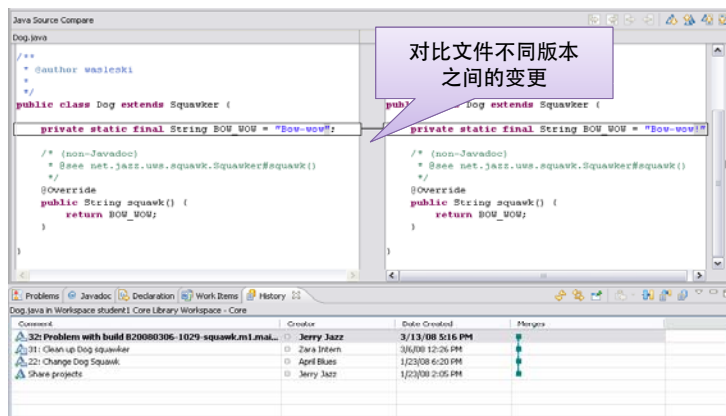 Java Source Compare
Dog.java
对比文件不同版本
之间的变更
/**
* @author wasleski
*
*/
public class Dog extends Squawker {
private static final String BOW_WOW = "Bow-wow";
/* (non-Javadoc)
* @see net.jazz.uws.squawk.Squawker#squawk()
*/
@Override
public String squawk() {
return BOW_WOW;
}
}
public class Dog extends Squawker {
private static final String BOW_WOW = "Bow-wow!"
/* (non-Javadoc)
* @see net.jazz.uws.squawk.Squawker#squawk()
*/
@Override
public String squawk() {
return BOW_WOW;
}
}
Problems Javadoc Declaration Work Items History
Dog.java in Workspace student1 Core Library Workspace - Core
Comment Creator Date Created Merges
32: Problem with build B20080306-1029-squawk.m1.mai... Jerry Jazz 3/13/08 5:16 PM
31: Clean up Dog squawker Zara Intern 3/6/08 12:26 PM
22: Change Dog Squawk April Blues 1/23/08 6:20 PM
Share projects Jerry Jazz 1/23/08 2:05 PM